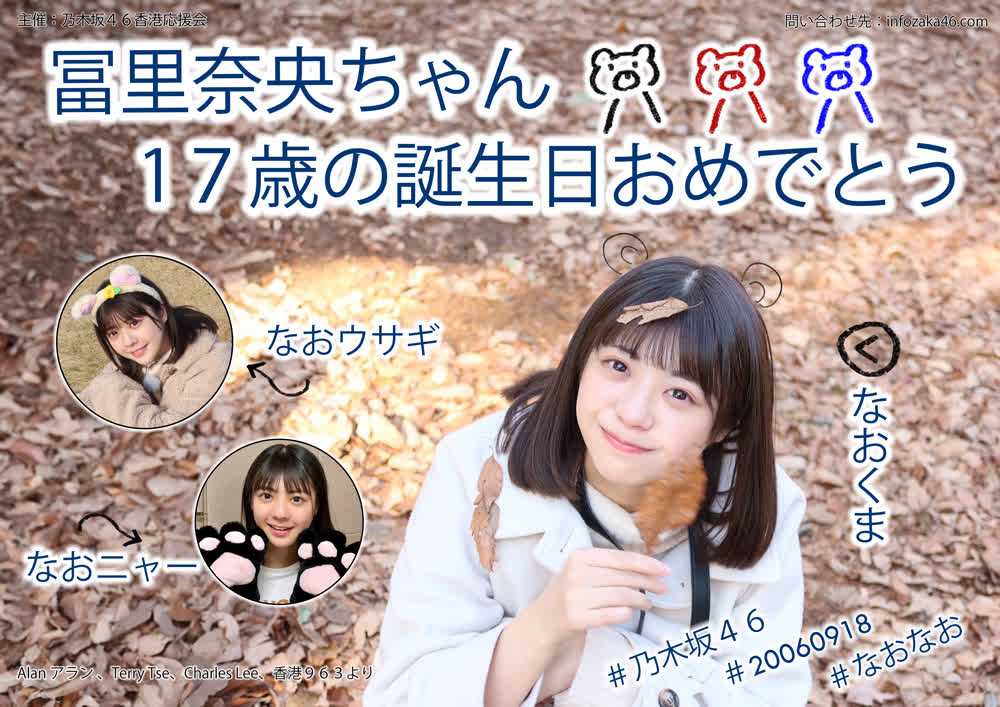 主催：乃木坂４６香港応援会
問い合わせ先：infozaka46.com
冨里奈央ちゃん
１７歳の誕生日おめでとう
なおウサギ
く
なおくま
なおニャー
#乃木坂４６
#20060918
#なおなお
Alan アラン 、Terry Tse、Charles Lee、香港９６３より